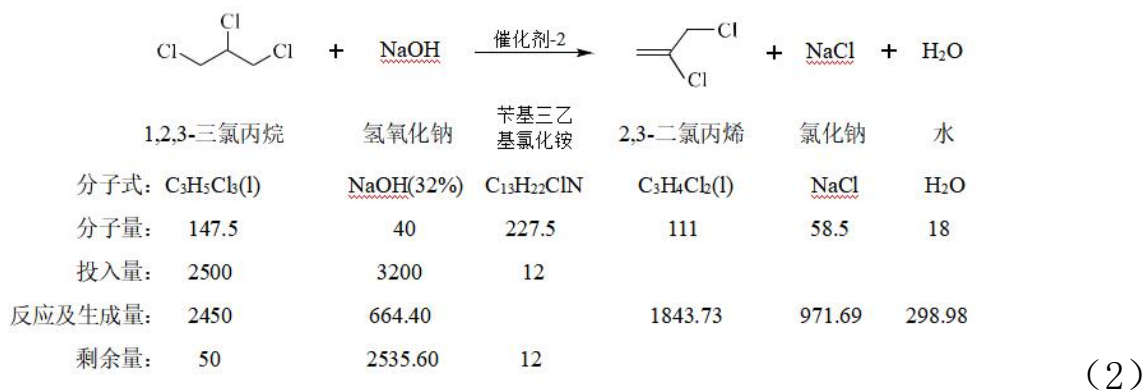 Cl Cl Cl + NaOH 催化剂-2 Cl Cl + NaCl + H₂O
1,2,3-三氯丙烷 氢氧化钠 苄基三乙基氯化铵 2,3-二氯丙烯 氯化钠 水
分子式: C₃H₅Cl₃(l) NaOH(32%) C₁₃H₂₂ClN C₃H₄Cl₂(l) NaCl H₂O
分子量: 147.5 40 227.5 111 58.5 18
投入量: 2500 3200 12
反应及生成量: 2450 664.40 1843.73 971.69 298.98
剩余量: 50 2535.60 12
(2)